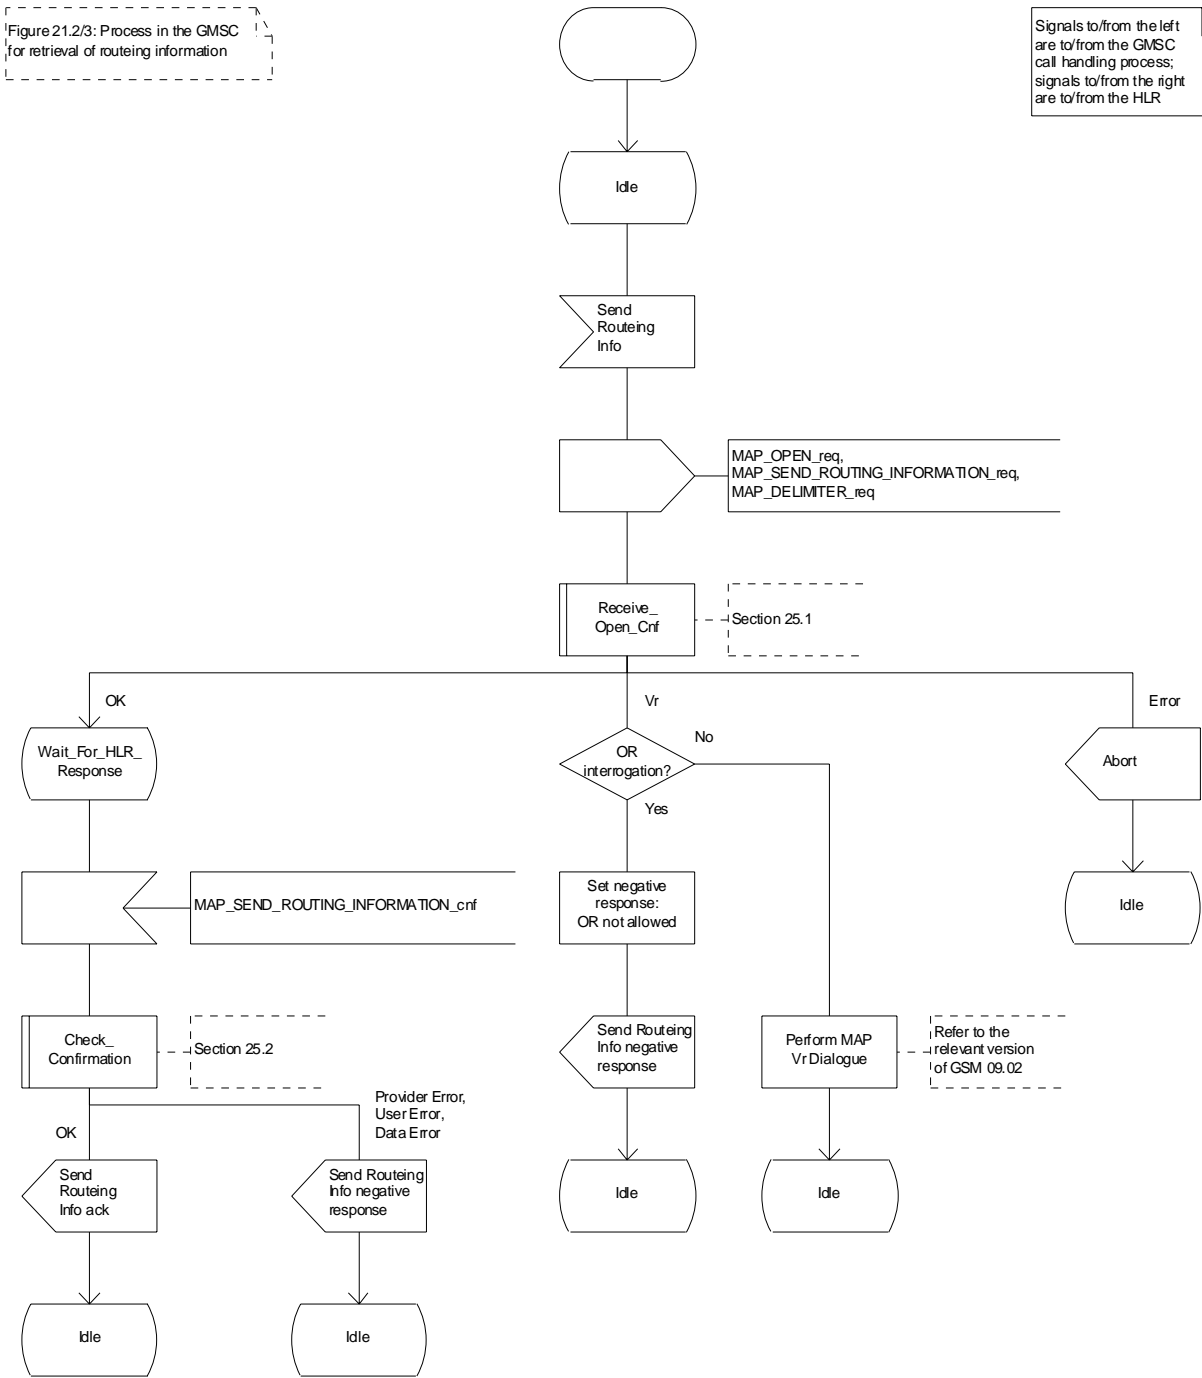 Figure 21.2/3: Process in the GMSC
for retrieval of routeing information
Signals to/from the left
are to/from the GMSC
call handling process;
signals to/from the right
are to/from the HLR
Idle
Send
Routeing
Info
MAP_OPEN_req,
MAP_SEND_ROUTING_INFORMATION_req,
MAP_DELIMITER_req
Receive_
Open_Cnf
Section 25.1
OK
Vr
Error
Wait_For_HLR_
Response
OR
interrogation?
No
Yes
Abort
MAP_SEND_ROUTING_INFORMATION_cnf
Set negative
response:
OR not allowed
Idle
Check_
Confirmation
Section 25.2
Send Routeing
Info negative
response
Perform MAP
Vr Dialogue
Refer to the
relevant version
of GSM 09.02
OK
Provider Error,
User Error,
Data Error
Send
Routeing
Info ack
Send Routeing
Info negative
response
Idle
Idle
Idle
Idle